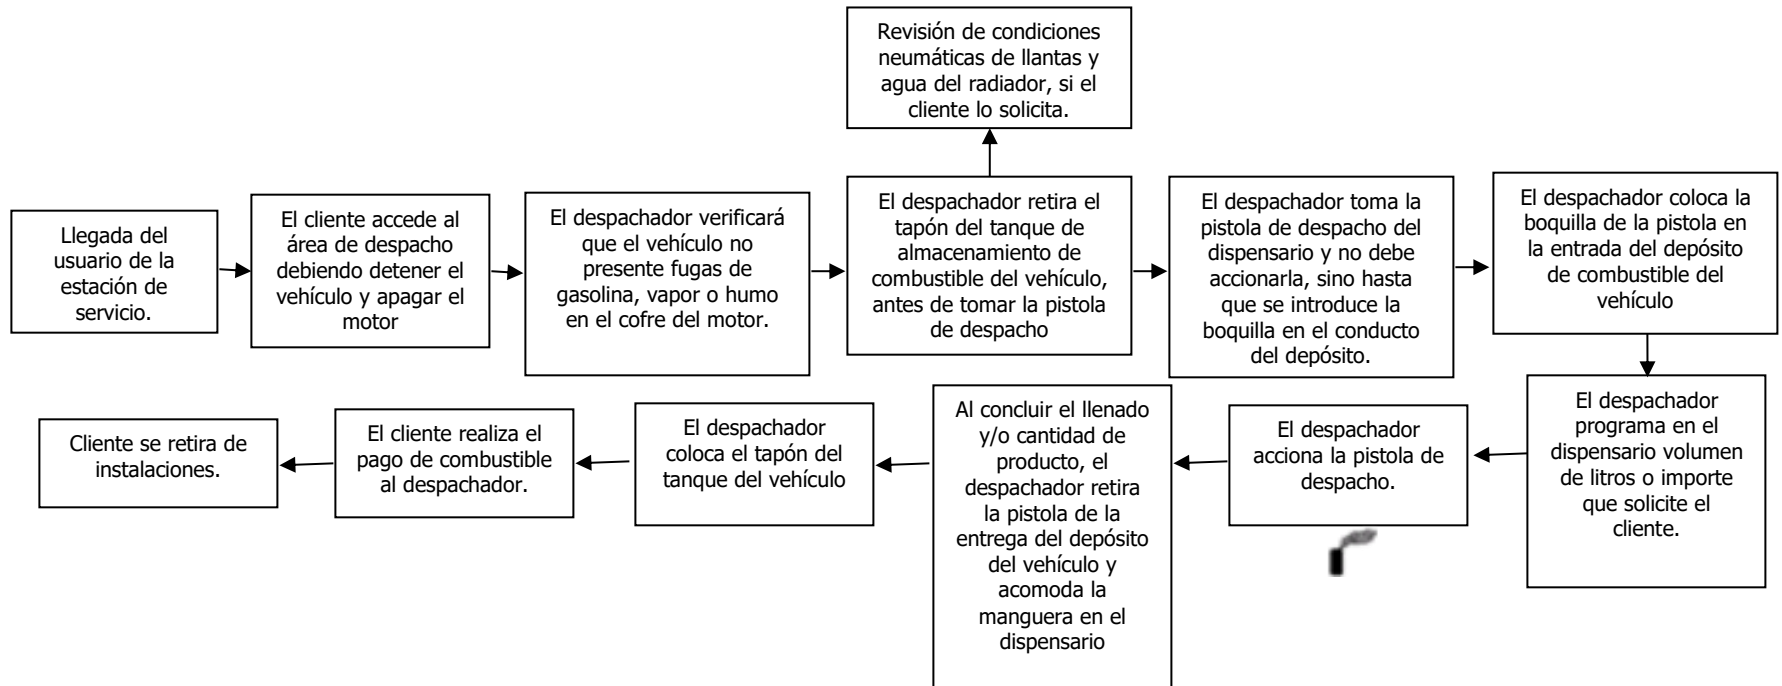 Revisión de condiciones
neumáticas de llantas y
agua del radiador, si el
cliente lo solicita.
Llegada del
usuario de la
estación de
servicio.
El cliente accede al
área de despacho
debiendo detener el
vehículo y apagar el
motor
El despachador verificará
que el vehículo no
presente fugas de
gasolina, vapor o humo
en el cofre del motor.
El despachador retira el
tapón del tanque de
almacenamiento de
combustible del vehículo,
antes de tomar la pistola
de despacho
El despachador toma la
pistola de despacho del
dispensario y no debe
accionarla, sino hasta
que se introduce la
boquilla en el conducto
del depósito.
El despachador coloca la
boquilla de la pistola en
la entrada del depósito
de combustible del
vehículo
El despachador
programa en el
dispensario volumen
de litros o importe
que solicite el
cliente.
El despachador
acciona la pistola de
despacho.
Al concluir el llenado
y/o cantidad de
producto, el
despachador retira
la pistola de la
entrega del depósito
del vehículo y
acomoda la
manguera en el
dispensario
El despachador
coloca el tapón del
tanque del vehículo
El cliente realiza el
pago de combustible
al despachador.
Cliente se retira de
instalaciones.